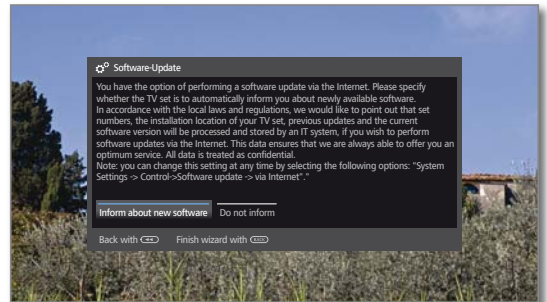 Software-Update
You have the option of performing a software update via the Internet. Please specify
whether the TV set is to automatically inform you about newly available software.
In accordance with the local laws and regulations, we would like to point out that set
numbers, the installation location of your TV set, previous updates and the current
software version will be processed and stored by an IT system, if you wish to perform
software updates via the Internet. This data ensures that we are always able to offer you an
optimum service. All data is treated as confidential.
Note: you can change this setting at any time by selecting the following options: "System
Settings -> Control->Software update -> via Internet"."
Inform about new software Do not inform
Back with Finish wizard with EXIT